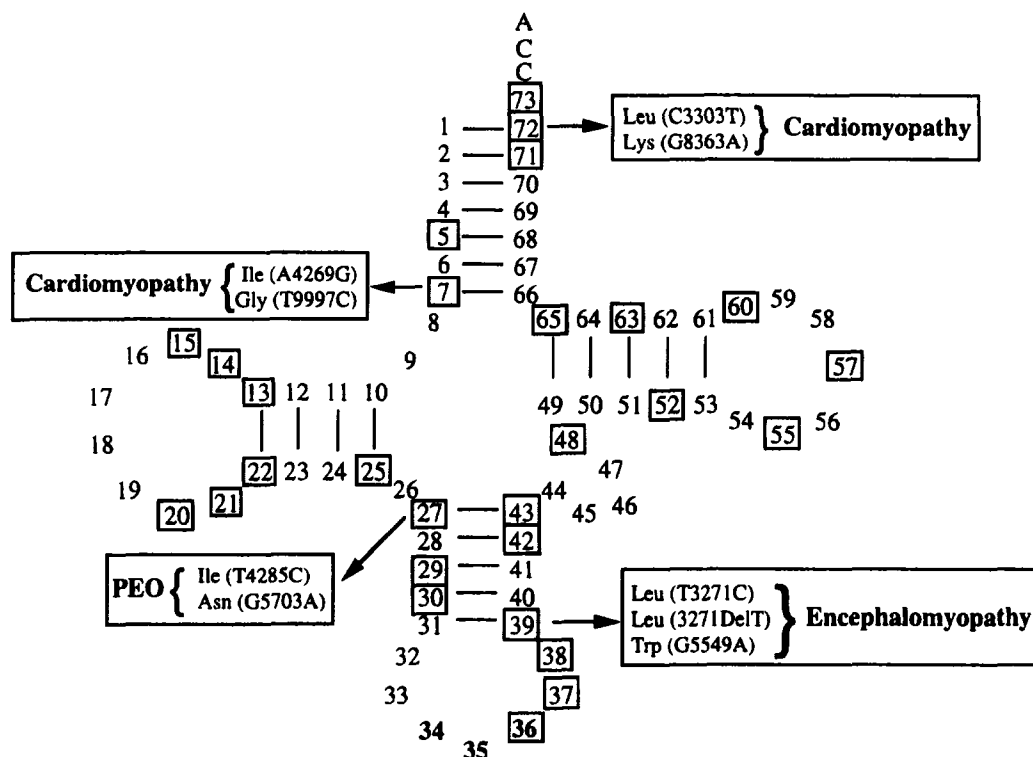 A
C
C
73
1 72
2 71
3 70
4 69
5 68
6 67
7 66
Leu (C3303T)
Lys (G8363A)
Cardiomyopathy
Cardiomyopathy
Ile (A4269G)
Gly (T9997C)
8
9
65 64 63 62 61 60 59 58
57
49 50 51 52 53 54 55 56
48
47
46
45
44
16 15 14
13 12 11 10
17
18
19 20 21
22 23 24 25
26
27 43
28 42
29 41
30 40
31 39
32 38
33 37
34 36
35
PEO
Ile (T4285C)
Asn (G5703A)
Leu (T3271C)
Leu (3271DelT)
Trp (G5549A)
Encephalomyopathy